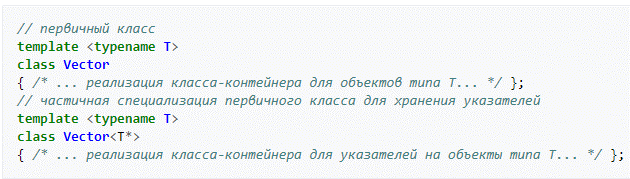 // первичный класс
template <typename T>
class Vector
{ /* ... реализация класса-контейнера для объектов типа T... */ };
// частичная специализация первичного класса для хранения указателей
template <typename T>
class Vector<T*>
{ /* ... реализация класса-контейнера для указателей на объекты типа T... */ };